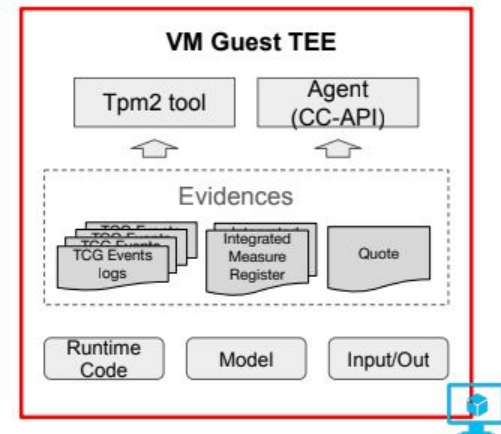 VM Guest TEE
Tpm2 tool
Agent
(CC-API)
Evidences
TCG Events
TCG Events
TCG Events
TCG Events
logs
Integrated
Measure
Register
Quote
Runtime
Code
Model
Input/Out